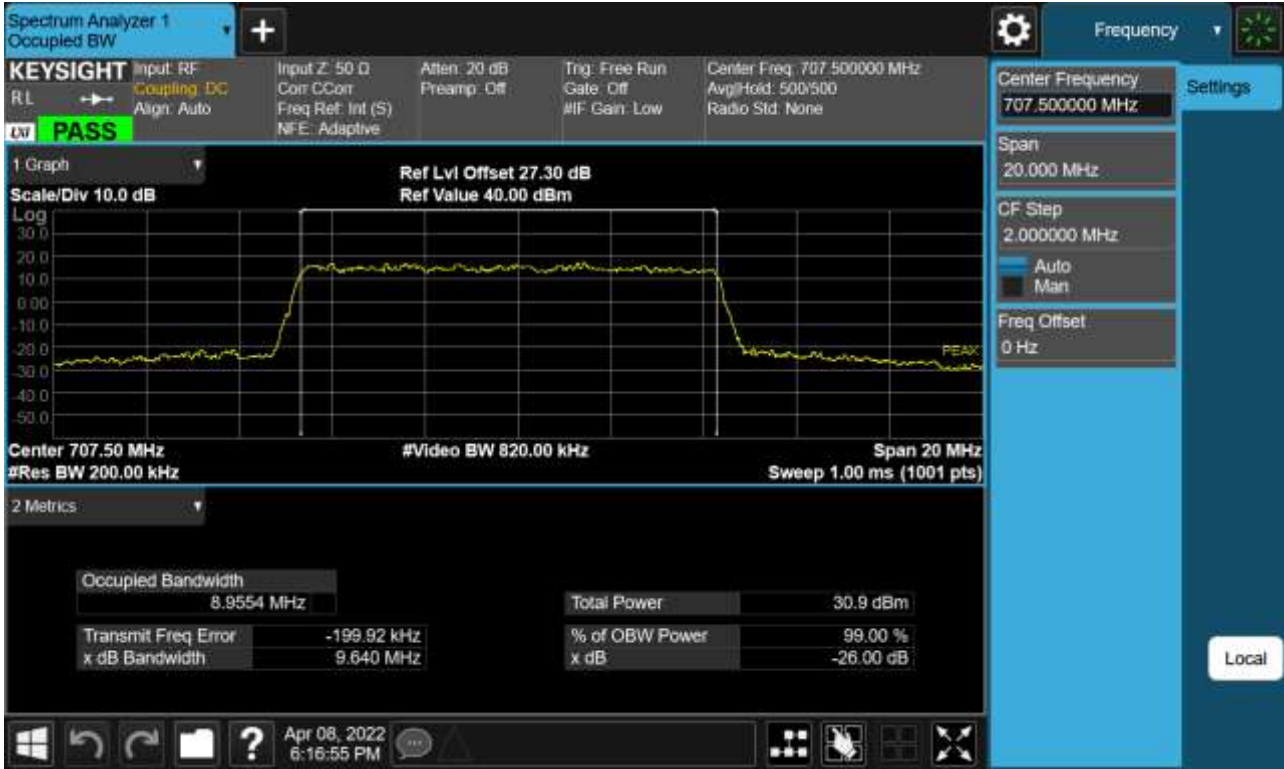 Spectrum Analyzer 1
Occupied BW
+
Frequency
KEYSIGHT
RL
LXI
PASS
Input: RF
Coupling: DC
Align: Auto
Input Z: 50 Ω
Corr CCorr
Freq Ref: Int (S)
NFE: Adaptive
Atten: 20 dB
Preamp: Off
Trig: Free Run
Gate: Off
#IF Gain: Low
Center Freq: 707.500000 MHz
Avg|Hold: 500/500
Radio Std: None
1 Graph
Scale/Div 10.0 dB
Ref Lvl Offset 27.30 dB
Ref Value 40.00 dBm
Log
30.0
20.0
10.0
0.00
-10.0
-20.0
-30.0
-40.0
-50.0
PEAK
Center 707.50 MHz
#Video BW 820.00 kHz
Span 20 MHz
#Res BW 200.00 kHz
Sweep 1.00 ms (1001 pts)
2 Metrics
Occupied Bandwidth
8.9554 MHz
Transmit Freq Error -199.92 kHz
x dB Bandwidth 9.640 MHz
Total Power 30.9 dBm
% of OBW Power 99.00 %
x dB -26.00 dB
?
Apr 08, 2022
6:16:55 PM
Center Frequency
707.500000 MHz
Span
20.000 MHz
CF Step
2.000000 MHz
Auto
Man
Freq Offset
0 Hz
Settings
Local